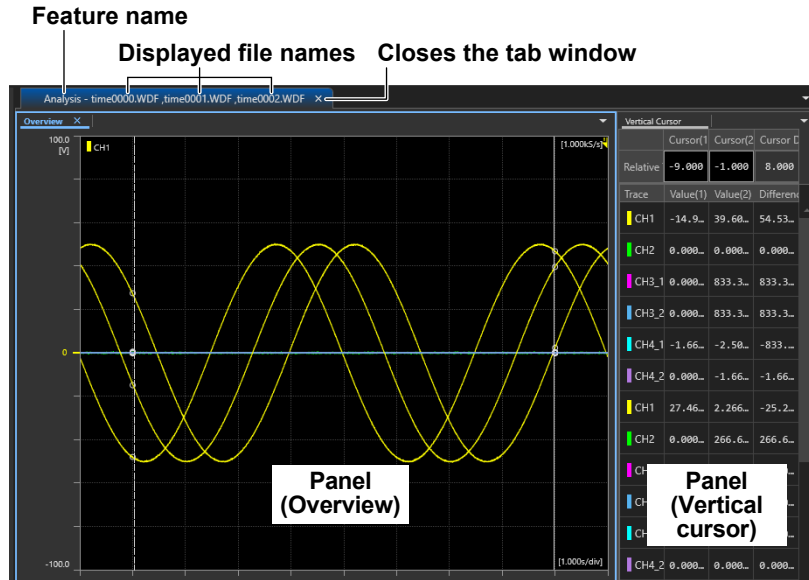 Feature name
Displayed file names
Closes the tab window
Analysis - time0000.WDF ,time0001.WDF ,time0002.WDF ×
Overview ×
Vertical Cursor
100.0
[V]
CH1
[1.000kS/s]
Cursor(1 Cursor(2 Cursor D
Relative -9.000 -1.000 8.000
Trace Value(1) Value(2) Differenc
CH1 -14.9... 39.60... 54.53...
CH2 0.000... 0.000... 0.000...
CH3_1 0.000... 833.3... 833.3...
CH3_2 0.000... 833.3... 833.3...
0
CH4_1 -1.66... -2.50... -833....
CH4_2 0.000... -1.66... -1.66...
CH1 27.46... 2.266... -25.2...
CH2 0.000... 266.6... 266.6...
Panel
(Overview)
Panel
(Vertical
cursor)
-100.0
[1.000s/div]
CH4_2 0.000... 0.000... 0.000...